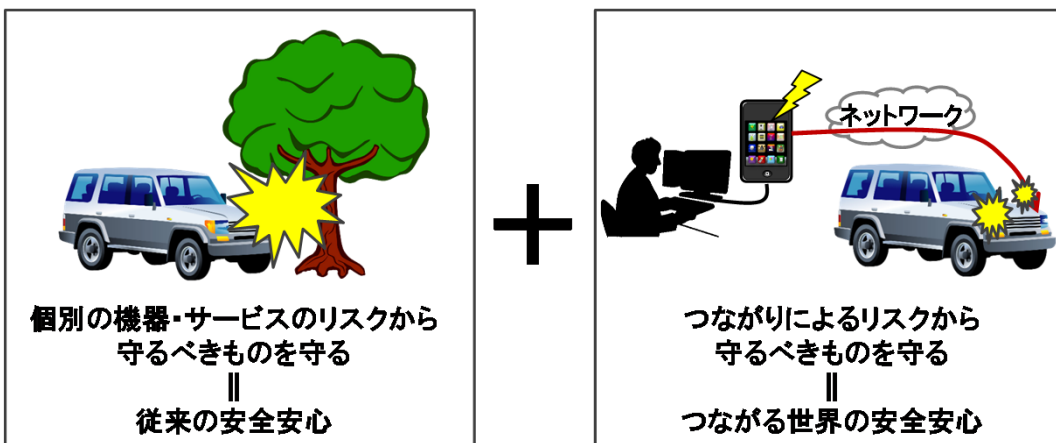 個別の機器・サービスのリスクから
守るべきものを守る
||
従来の安全安心
+
ネットワーク
つながりによるリスクから
守るべきものを守る
||
つながる世界の安全安心